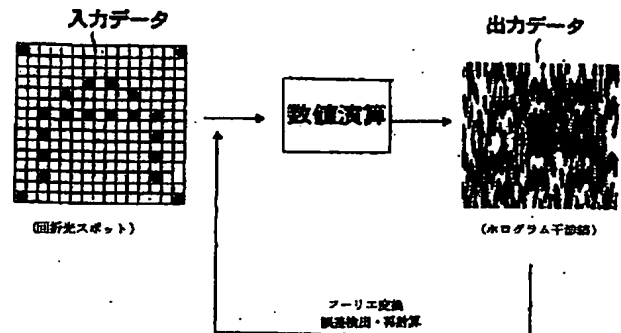 入力データ
出力データ
数値演算
(回折光スポット)
(ホログラム干渉縞)
フーリエ変換
誤差検出・再計算